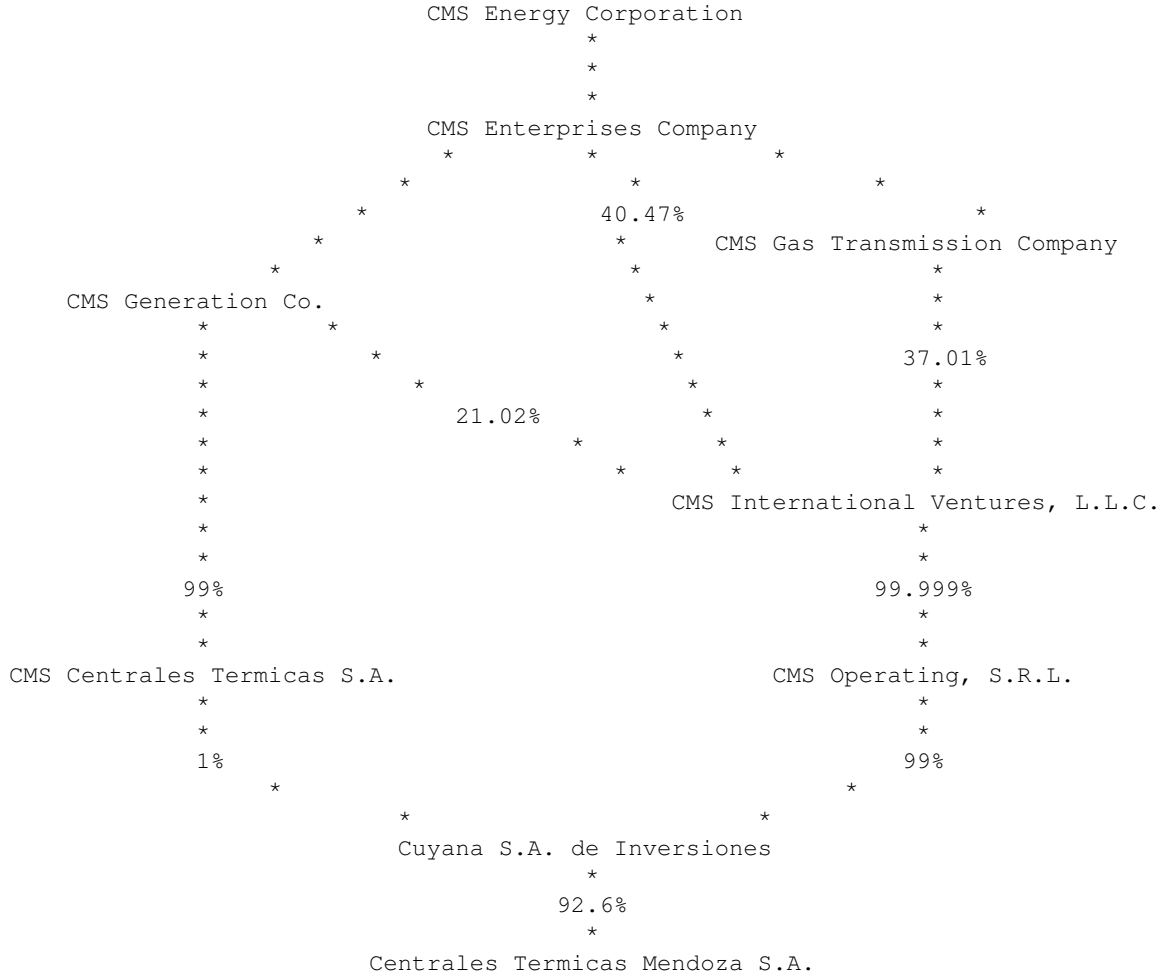 CMS Energy Corporation
*
*
*
CMS Enterprises Company
* * *
* * *
* 40.47% *
* * CMS Gas Transmission Company
* * *
CMS Generation Co. * *
* * * *
* * * 37.01%
* * * *
* 21.02% * *
* * * *
* * * *
* CMS International Ventures, L.L.C.
* *
* *
99% 99.999%
* *
* *
CMS Centrales Termicas S.A. CMS Operating, S.R.L.
* *
* *
1% 99%
* *
* *
Cuyana S.A. de Inversiones
*
92.6%
*
Centrales Termicas Mendoza S.A.